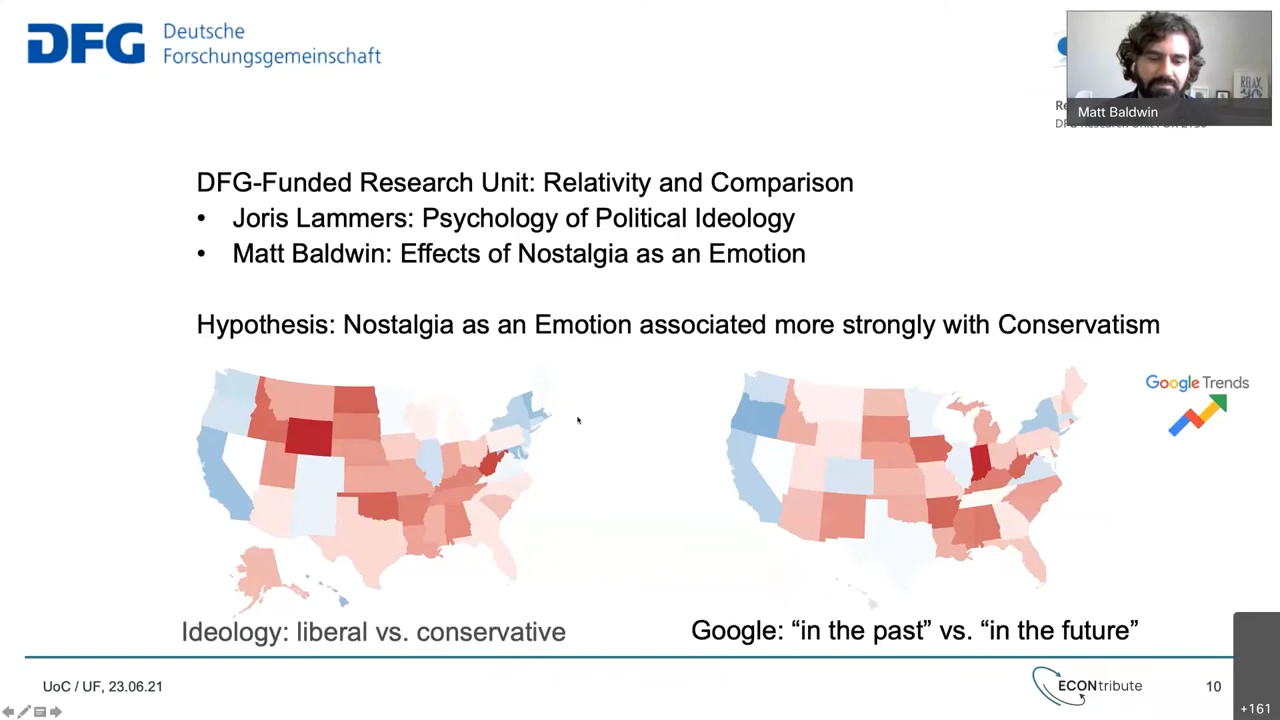 DFG Deutsche
Forschungsgemeinschaft
RELAX,
Matt Baldwin
DFG-Funded Research Unit: Relativity and Comparison
• Joris Lammers: Psychology of Political Ideology
• Matt Baldwin: Effects of Nostalgia as an Emotion
Hypothesis: Nostalgia as an Emotion associated more strongly with Conservatism
Google Trends
Ideology: liberal vs. conservative
Google: “in the past” vs. “in the future”
UoC / UF, 23.06.21
ECONtribute
10
+161